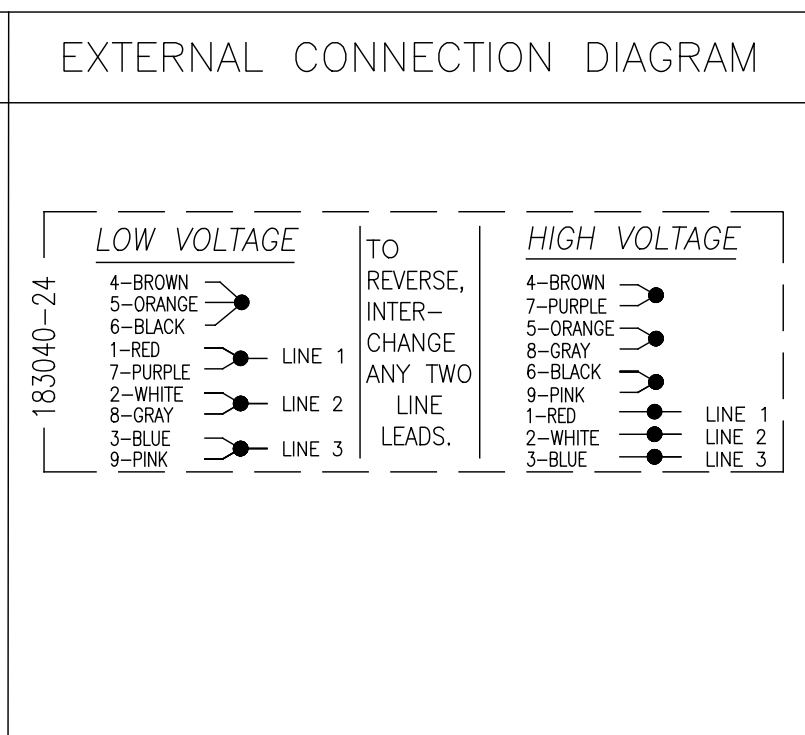 EXTERNAL CONNECTION DIAGRAM
183040-24
LOW VOLTAGE
4-BROWN
5-ORANGE
6-BLACK
1-RED
7-PURPLE
LINE 1
2-WHITE
8-GRAY
LINE 2
3-BLUE
9-PINK
LINE 3
TO
REVERSE,
INTER-
CHANGE
ANY TWO
LINE
LEADS.
HIGH VOLTAGE
4-BROWN
7-PURPLE
5-ORANGE
8-GRAY
6-BLACK
9-PINK
1-RED LINE 1
2-WHITE LINE 2
3-BLUE LINE 3